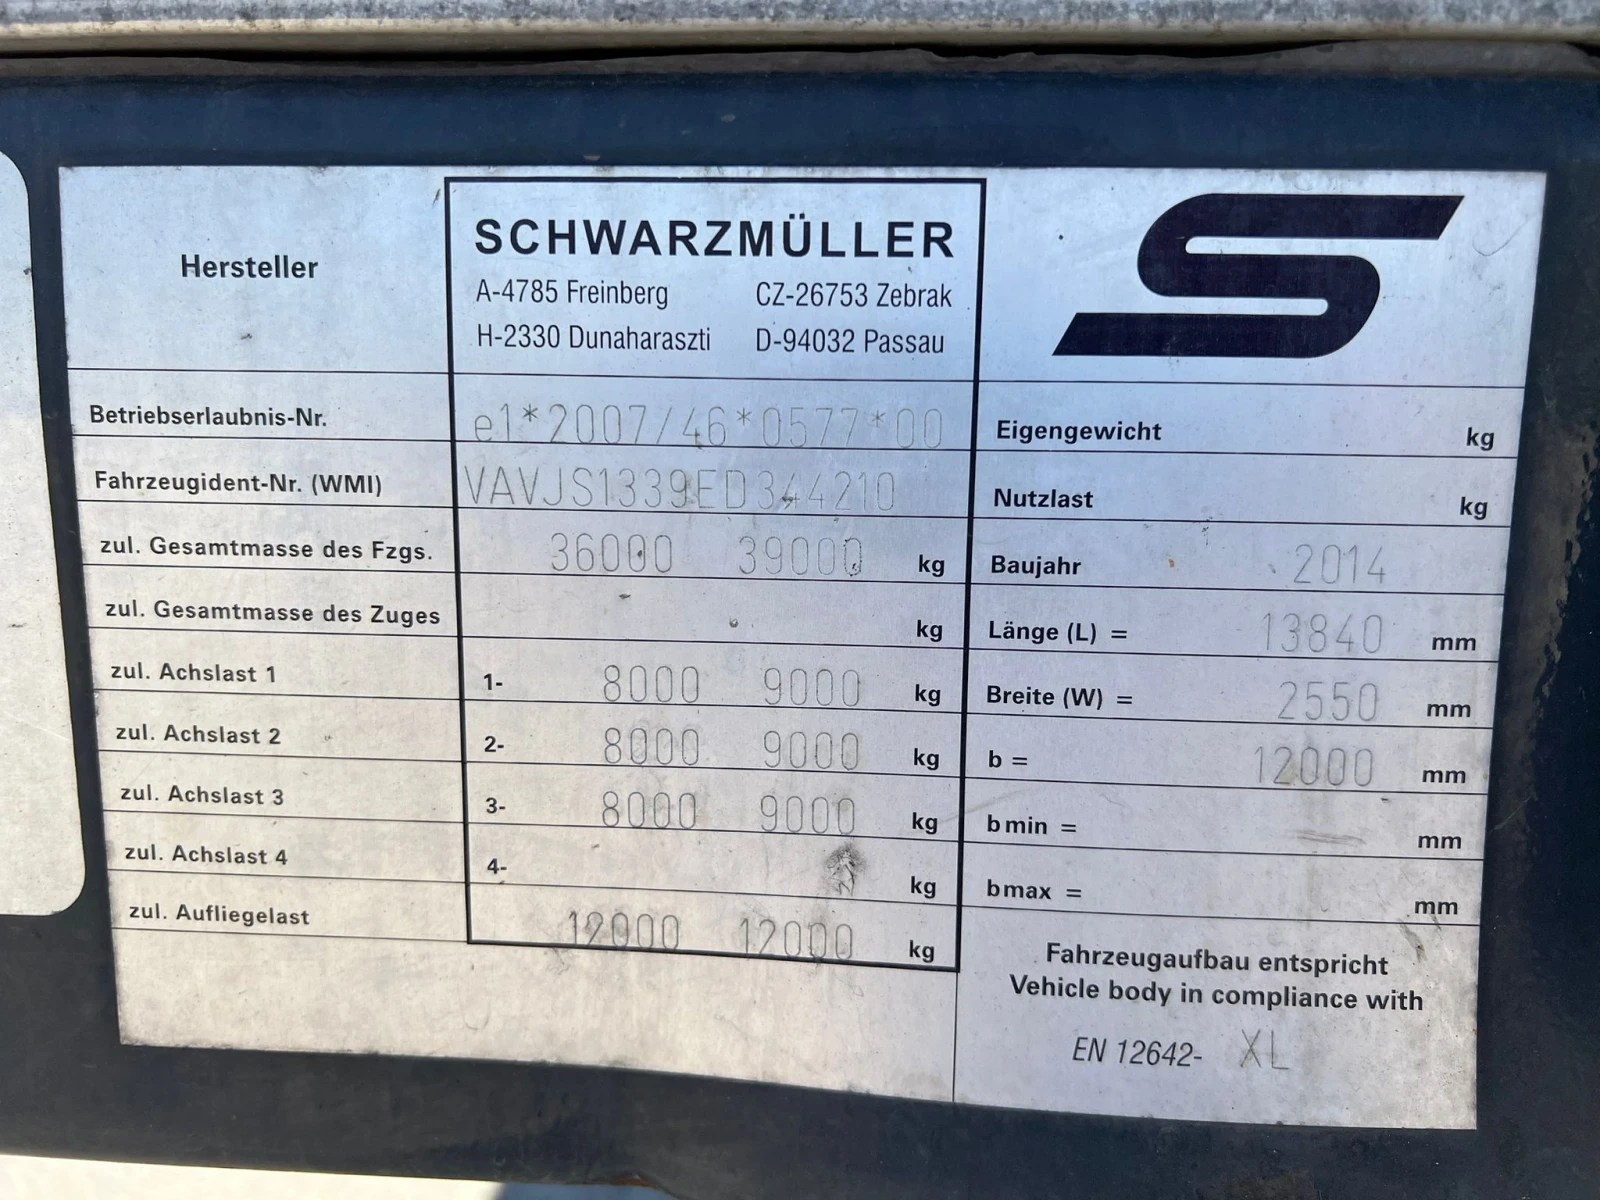 Hersteller
SCHWARZMÜLLER
A-4785 Freinberg CZ-26753 Zebrak
H-2330 Dunaharaszti D-94032 Passau
Betriebserlaubnis-Nr. e1*2007/46*0577*00
Fahrzeugident-Nr. (WMI) VAVJS1339ED344210
zul. Gesamtmasse des Fzgs. 36000 39000 kg
zul. Gesamtmasse des Zuges kg
zul. Achslast 1 1- 8000 9000 kg
zul. Achslast 2 2- 8000 9000 kg
zul. Achslast 3 3- 8000 9000 kg
zul. Achslast 4 4- kg
zul. Aufliegelast 12000 12000 kg
S
Eigengewicht kg
Nutzlast kg
Baujahr 2014
Länge (L) = 13840 mm
Breite (W) = 2550 mm
b = 12000 mm
b min = mm
b max = mm
Fahrzeugaufbau entspricht
Vehicle body in compliance with
EN 12642- XL